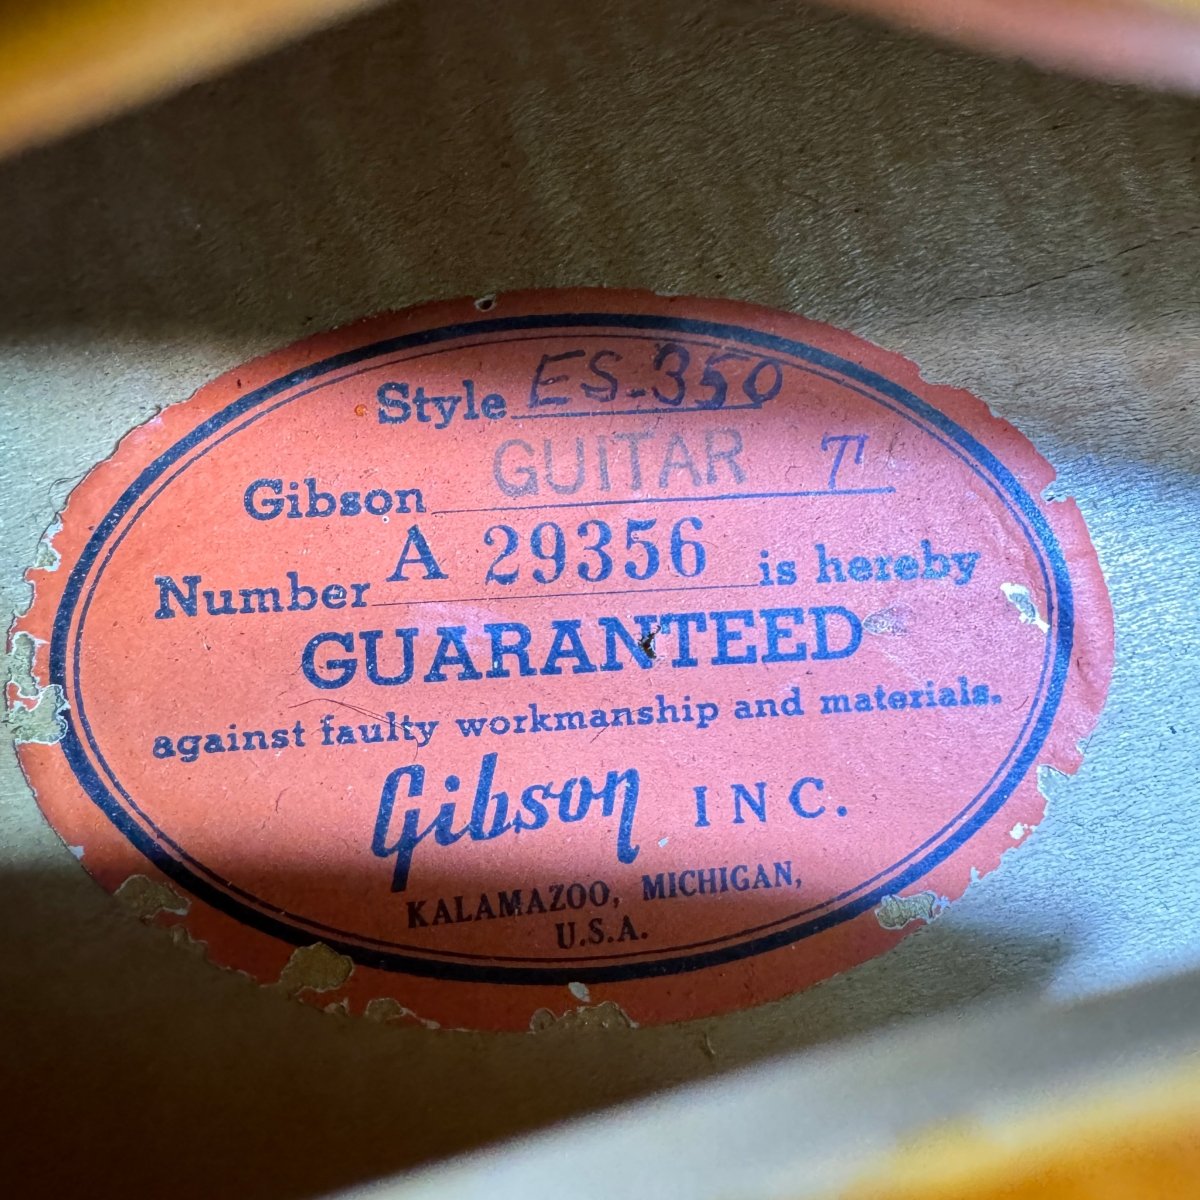 Style ES-350
Gibson GUITAR T
Number A 29356 is hereby
GUARANTEED
against faulty workmanship and materials.
Gibson INC.
KALAMAZOO, MICHIGAN,
U.S.A.